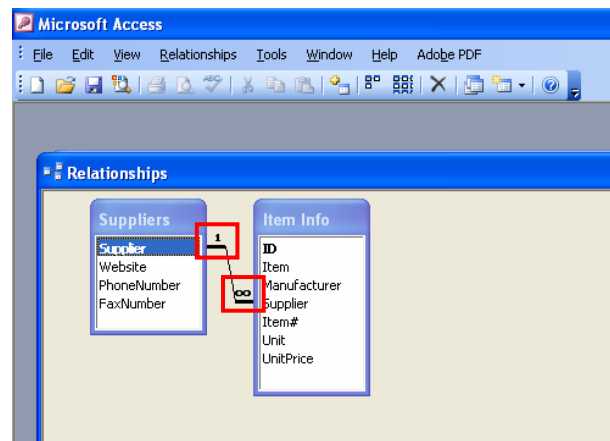 Microsoft Access
File Edit View Relationships Tools Window Help Adobe PDF
Relationships
Suppliers
Supplier
Website
PhoneNumber
FaxNumber
1
∞
Item Info
ID
Item
Manufacturer
Supplier
Item#
Unit
UnitPrice